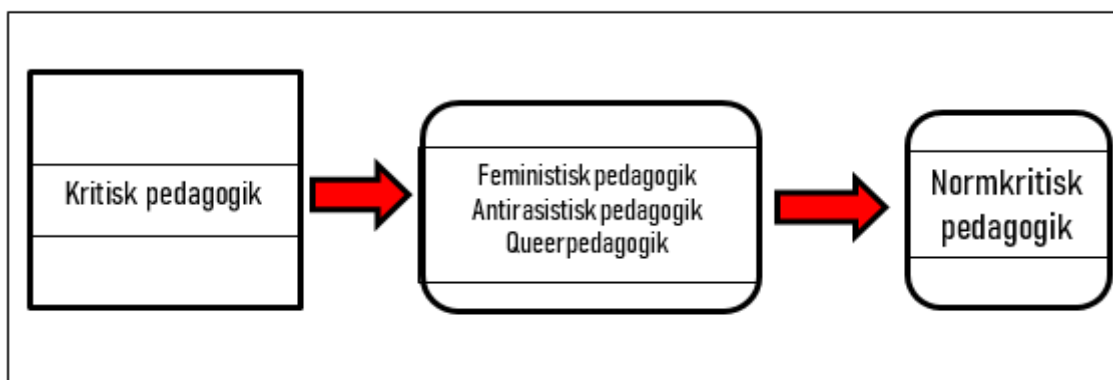 Kritisk pedagogik
Feministisk pedagogik
Antirasistisk pedagogik
Queerpedagogik
Normkritisk
pedagogik